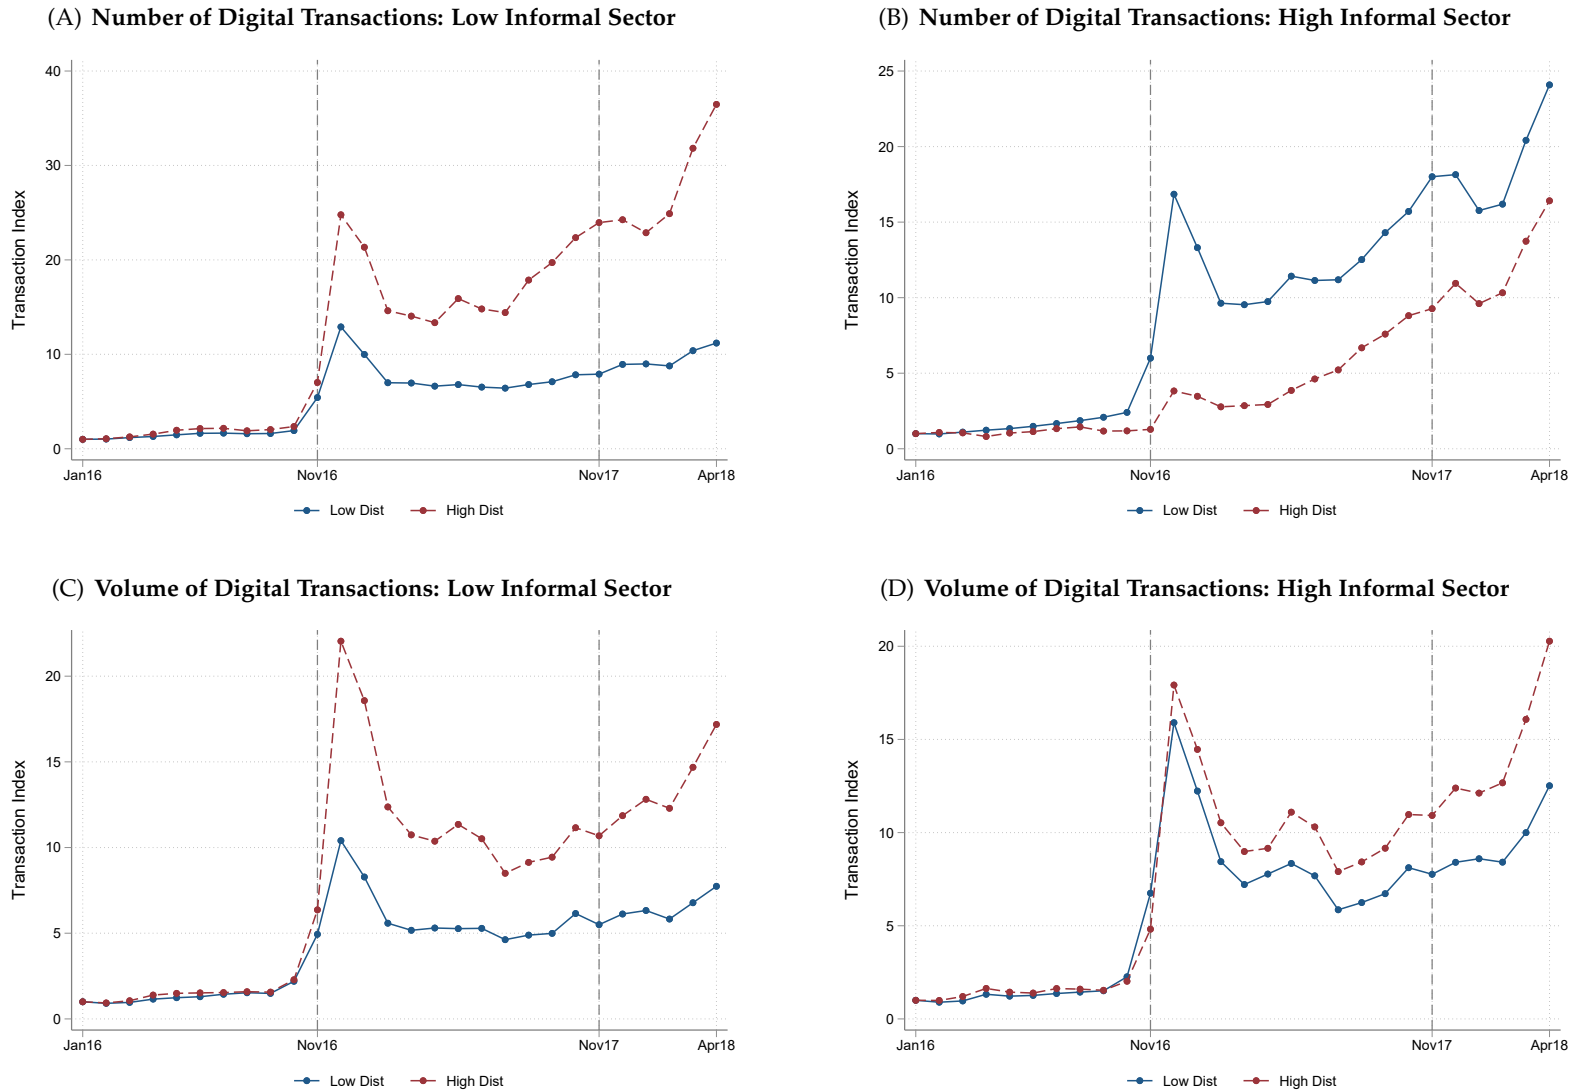 (A) Number of Digital Transactions: Low Informal Sector
40
30
20
10
0
Transaction Index
Jan16 Nov16 Nov17 Apr18
Low Dist High Dist
(B) Number of Digital Transactions: High Informal Sector
25
20
15
10
5
0
Transaction Index
Jan16 Nov16 Nov17 Apr18
Low Dist High Dist
(C) Volume of Digital Transactions: Low Informal Sector
20
15
10
5
0
Transaction Index
Jan16 Nov16 Nov17 Apr18
Low Dist High Dist
(D) Volume of Digital Transactions: High Informal Sector
20
15
10
5
0
Transaction Index
Jan16 Nov16 Nov17 Apr18
Low Dist High Dist